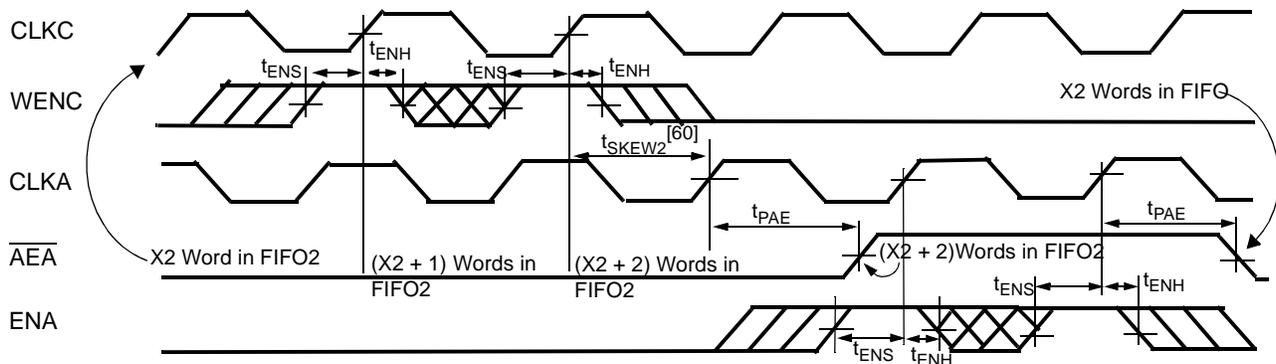 CLKC
tENS
tENH
tENS
tENH
WENC
X2 Words in FIFO
tSKEW2[60]
CLKA
tPAE
tPAE
AEA
X2 Word in FIFO2
(X2 + 1) Words in
FIFO2
(X2 + 2) Words in
FIFO2
(X2 + 2)Words in FIFO2
tENS
tENH
ENA
tENS
tENH